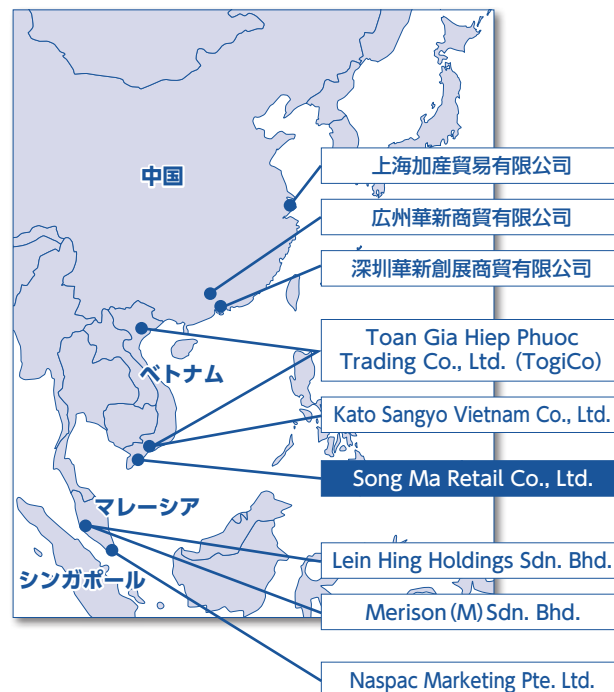 中国
上海加産貿易有限公司
広州華新商貿有限公司
深圳華新創展商貿有限公司
Toan Gia Hiep Phuoc
Trading Co., Ltd. (TogiCo)
ベトナム
Kato Sangyo Vietnam Co., Ltd.
Song Ma Retail Co., Ltd.
マレーシア
Lein Hing Holdings Sdn. Bhd.
シンガポール
Merison (M) Sdn. Bhd.
Naspac Marketing Pte. Ltd.